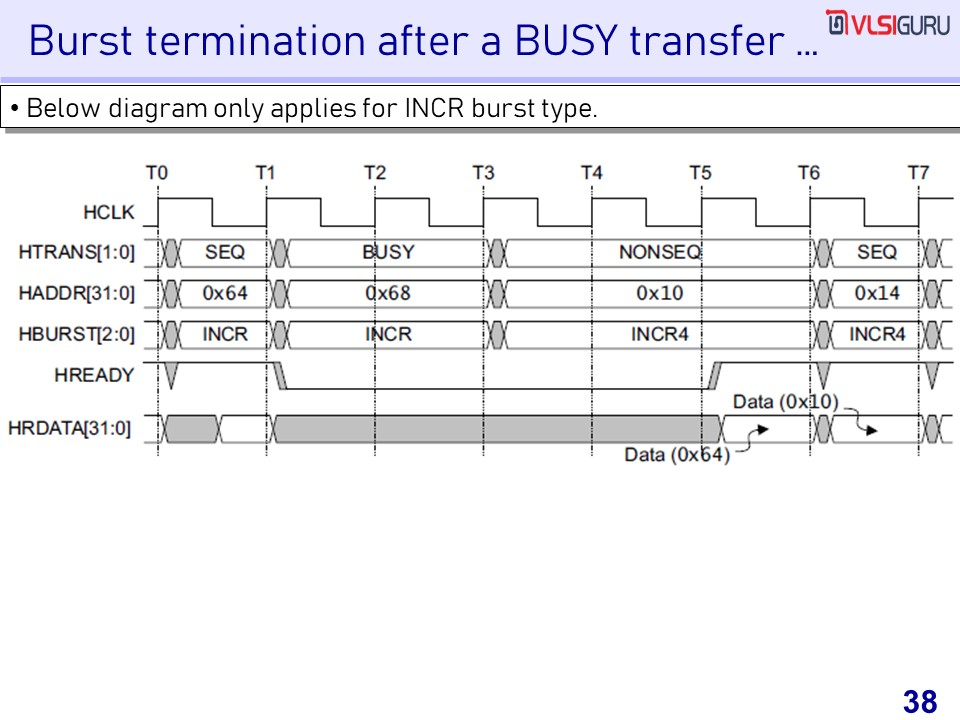 Burst termination after a BUSY transfer ...
VLSIGURU
• Below diagram only applies for INCR burst type.
T0 T1 T2 T3 T4 T5 T6 T7
HCLK
HTRANS[1:0] SEQ BUSY NONSEQ SEQ
HADDR[31:0] 0x64 0x68 0x10 0x14
HBURST[2:0] INCR INCR INCR4 INCR4
HREADY
Data (0x10)
HRDATA[31:0]
Data (0x64)
38